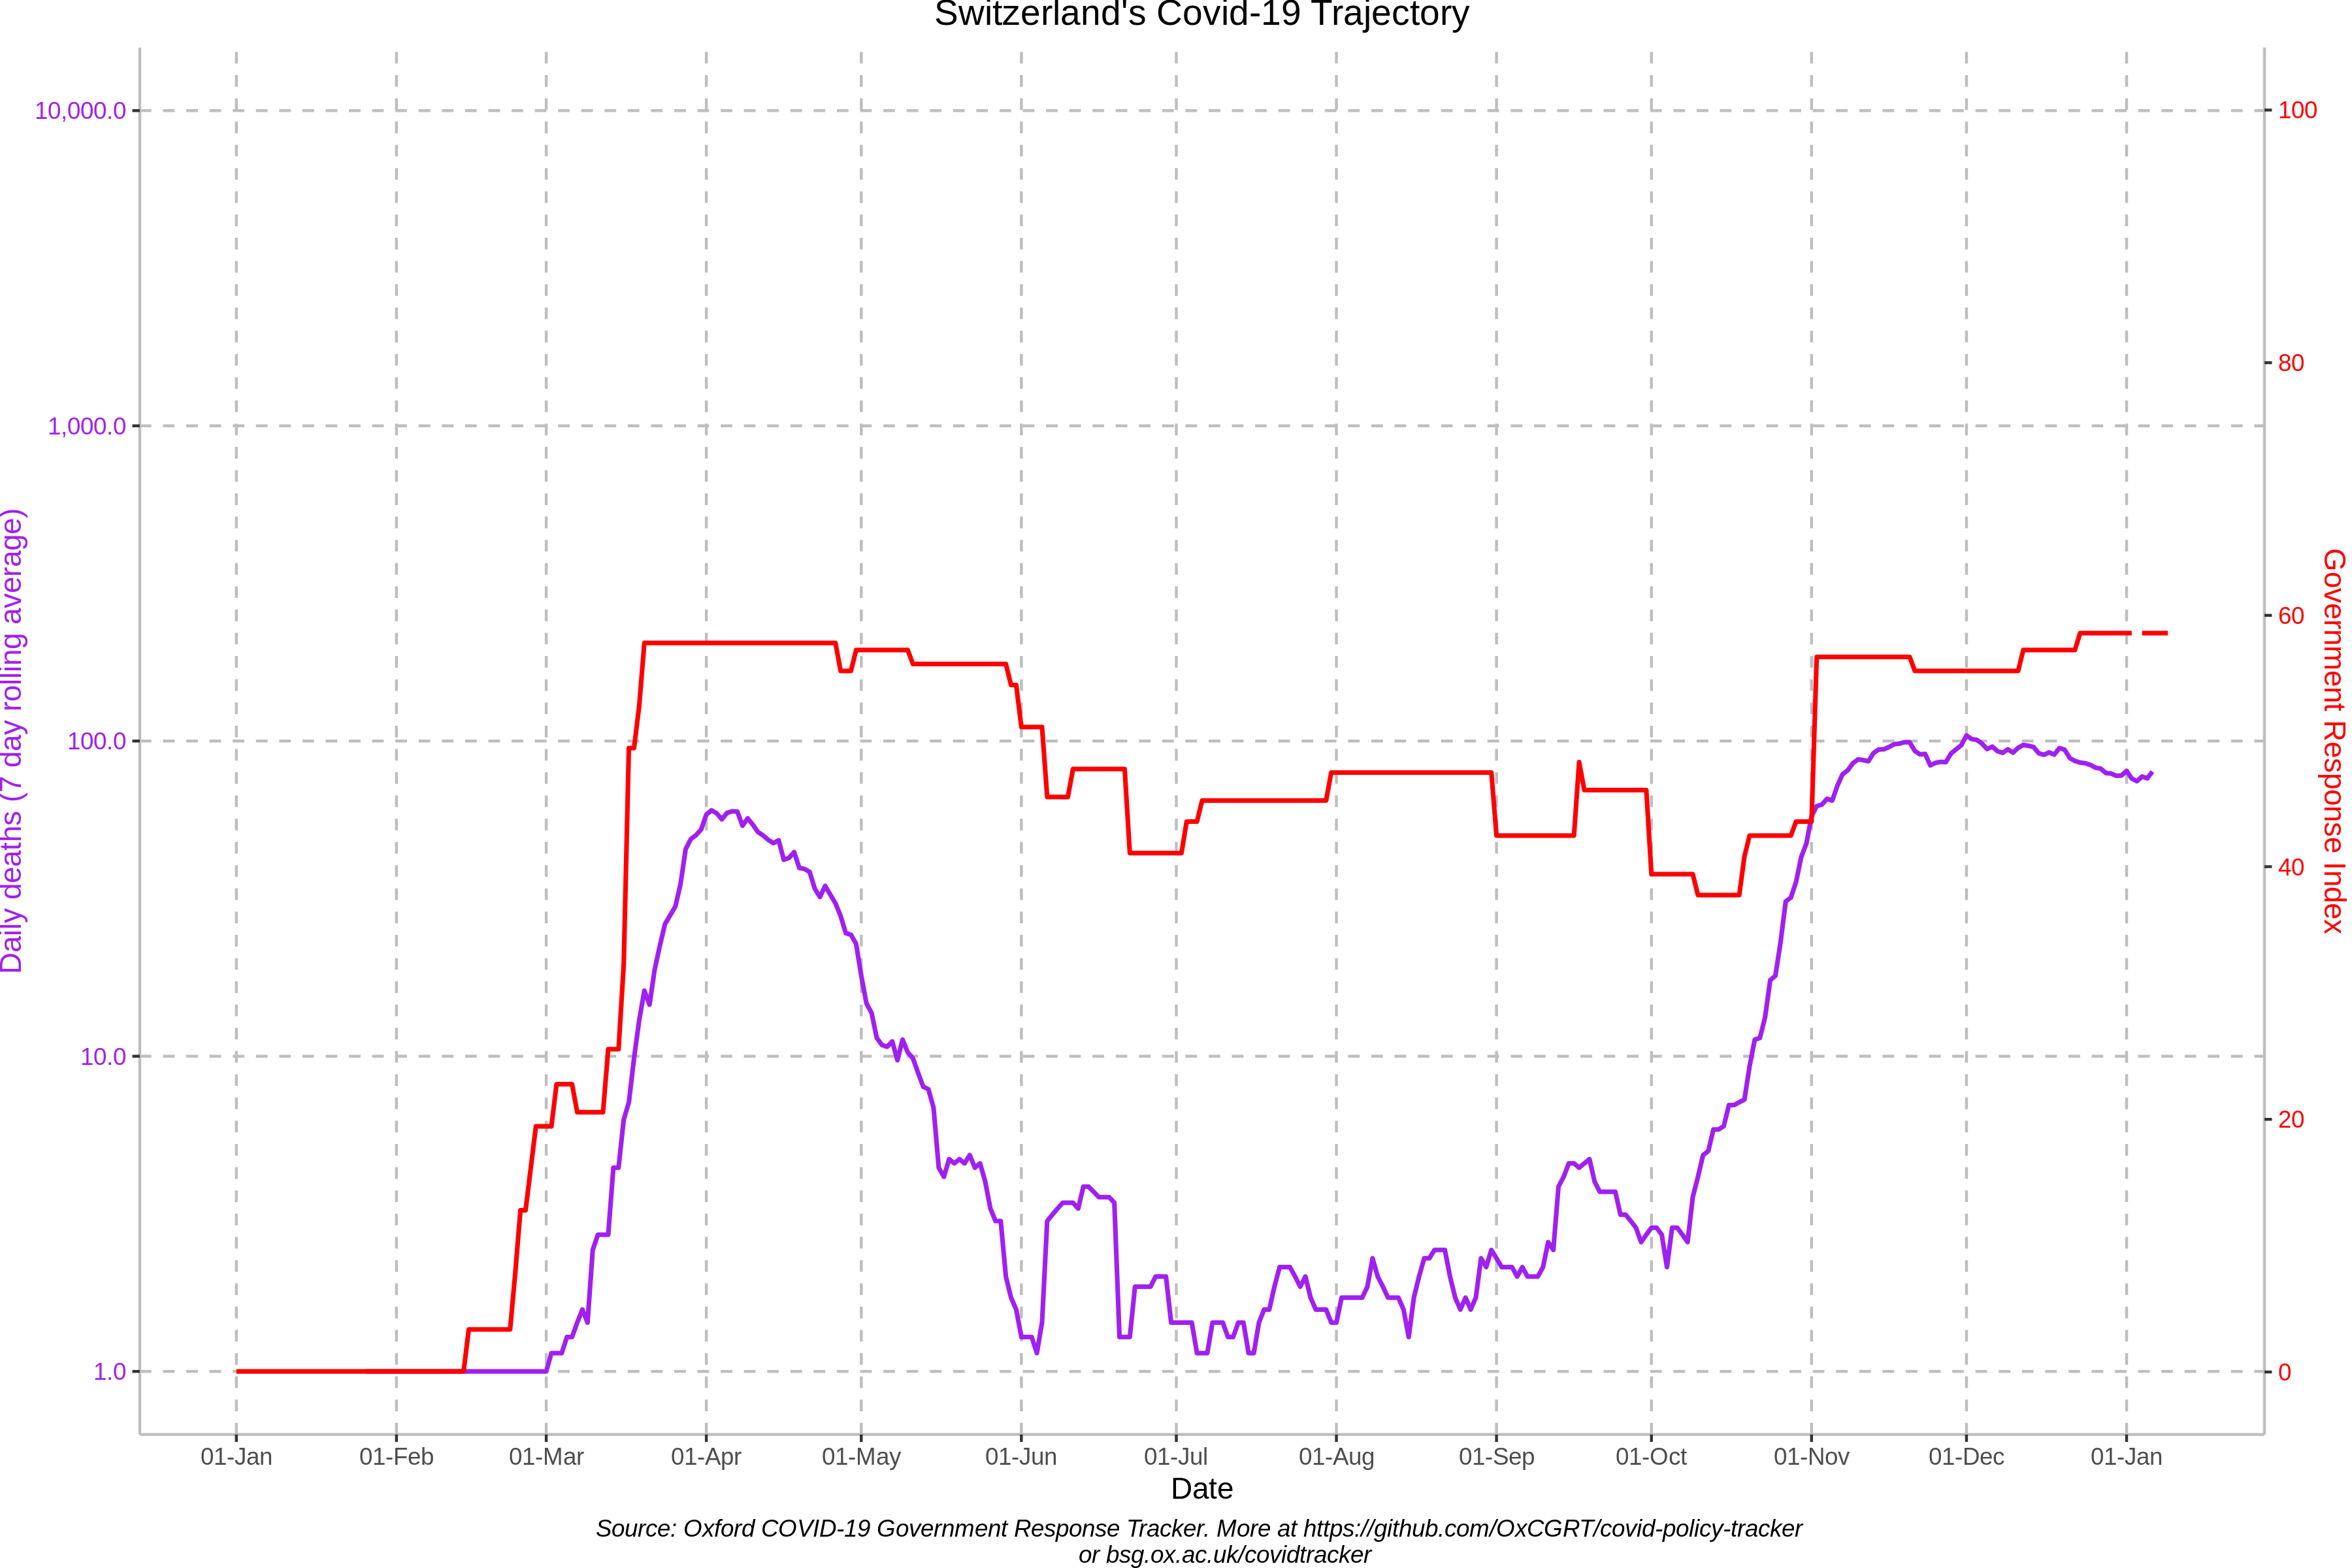 Switzerland's Covid-19 Trajectory
10,000.0
1,000.0
100.0
10.0
1.0
Daily deaths (7 day rolling average)
100
80
60
40
20
0
Government Response Index
01-Jan 01-Feb 01-Mar 01-Apr 01-May 01-Jun 01-Jul 01-Aug 01-Sep 01-Oct 01-Nov 01-Dec 01-Jan
Date
Source: Oxford COVID-19 Government Response Tracker. More at https://github.com/OxCGRT/covid-policy-tracker
or bsg.ox.ac.uk/covidtracker